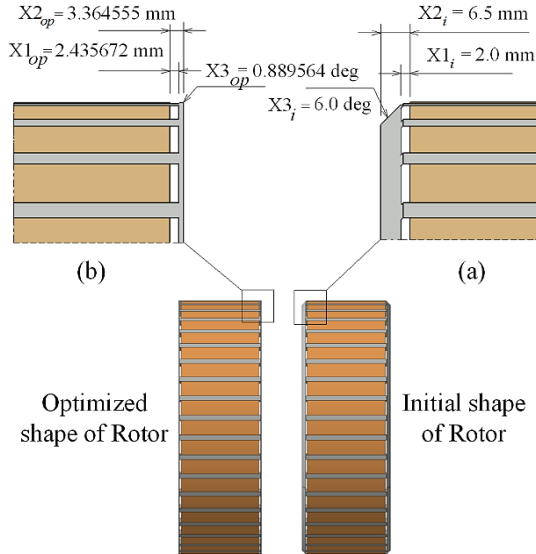 X2op = 3.364555 mm
X2i = 6.5 mm
X1op = 2.435672 mm
X1i = 2.0 mm
X3op = 0.889564 deg
X3i = 6.0 deg
(b)
(a)
Optimized
shape of Rotor
Initial shape
of Rotor